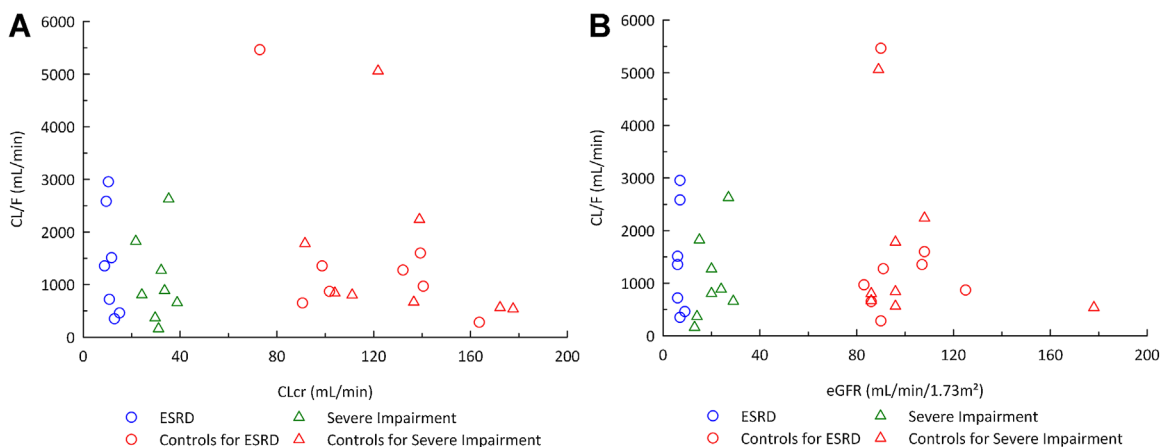 A
6000
5000
4000
3000
2000
1000
0
CL/F (mL/min)
0 40 80 120 160 200
CLcr (mL/min)
ESRD
Severe Impairment
Controls for ESRD
Controls for Severe Impairment
B
6000
5000
4000
3000
2000
1000
0
CL/F (mL/min)
0 40 80 120 160 200
eGFR (mL/min/1.73m²)
ESRD
Severe Impairment
Controls for ESRD
Controls for Severe Impairment